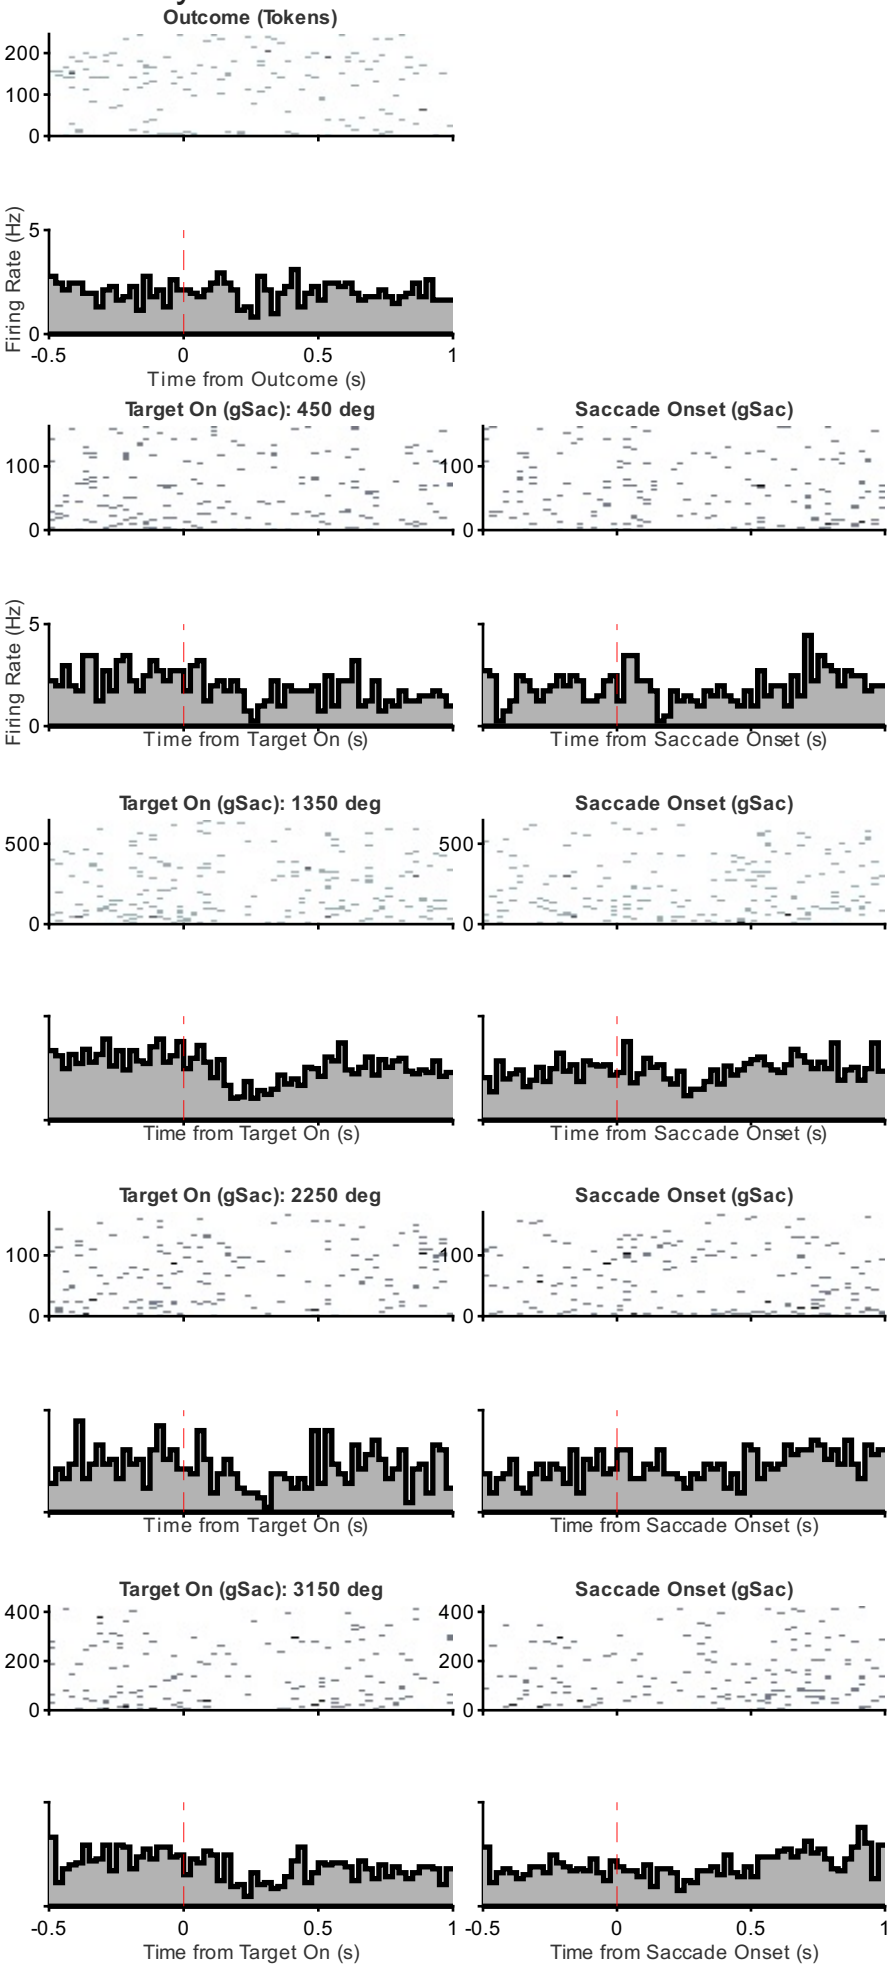 Outcome (Tokens)
200
100
0
Firing Rate (Hz)
5
0
-0.5 0 0.5 1
Time from Outcome (s)
Target On (gSac): 450 deg Saccade Onset (gSac)
100 100
0 0
Firing Rate (Hz)
5
0
Time from Target On (s) Time from Saccade Onset (s)
Target On (gSac): 1350 deg Saccade Onset (gSac)
500 500
0 0
Time from Target On (s) Time from Saccade Onset (s)
Target On (gSac): 2250 deg Saccade Onset (gSac)
100 100
0 0
Time from Target On (s) Time from Saccade Onset (s)
Target On (gSac): 3150 deg Saccade Onset (gSac)
400 400
200 200
0 0
-0.5 0 0.5 1 -0.5 0 0.5 1
Time from Target On (s) Time from Saccade Onset (s)